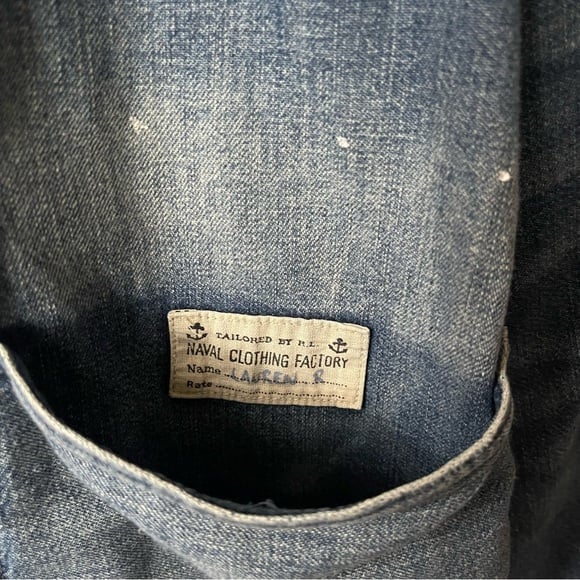 TAILORED BY R.L.
NAVAL CLOTHING FACTORY
Name LAUREN R
Rate